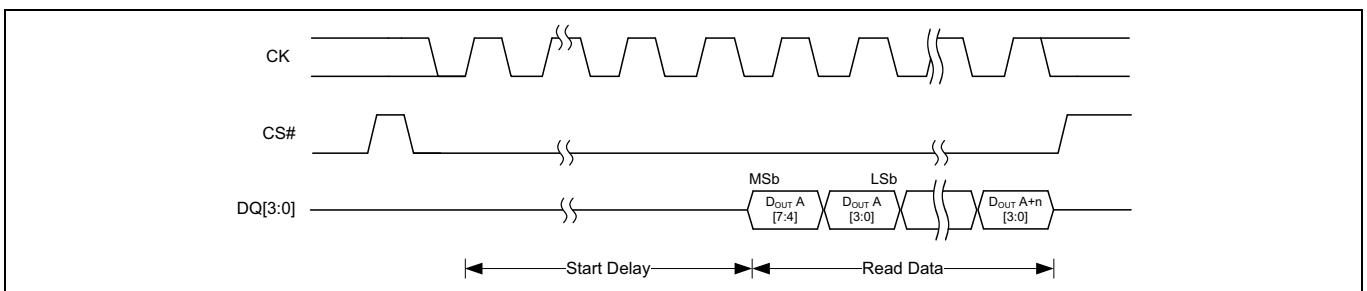 CK
CS#
MSb LSb
DQ[3:0]
DOUT A DOUT A DOUT A+n
[7:4] [3:0] [3:0]
Start Delay Read Data